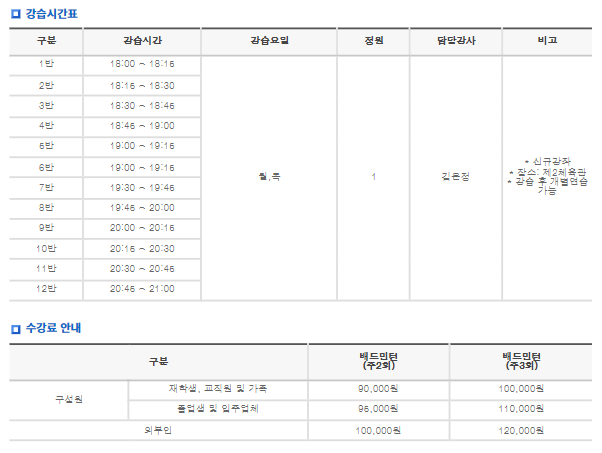 강습시간표
구분 강습시간 강습요일 정원 담당강사 비고
1반 18:00 ~ 18:15
2반 18:15 ~ 18:30
3반 18:30 ~ 18:45
4반 18:45 ~ 19:00
5반 19:00 ~ 19:15
6반 19:00 ~ 19:15
7반 19:30 ~ 19:45
8반 19:45 ~ 20:00
9반 20:00 ~ 20:15
10반 20:15 ~ 20:30
11반 20:30 ~ 20:45
12반 20:45 ~ 21:00
월,목 1 김은정
* 신규강좌
* 장소: 제2체육관
* 강습 후 개별연습
가능
수강료 안내
구분 배드민턴 (주2회) 배드민턴 (주3회)
구성원 재학생, 교직원 및 가족 90,000원 100,000원
졸업생 및 입주업체 95,000원 110,000원
외부인 100,000원 120,000원